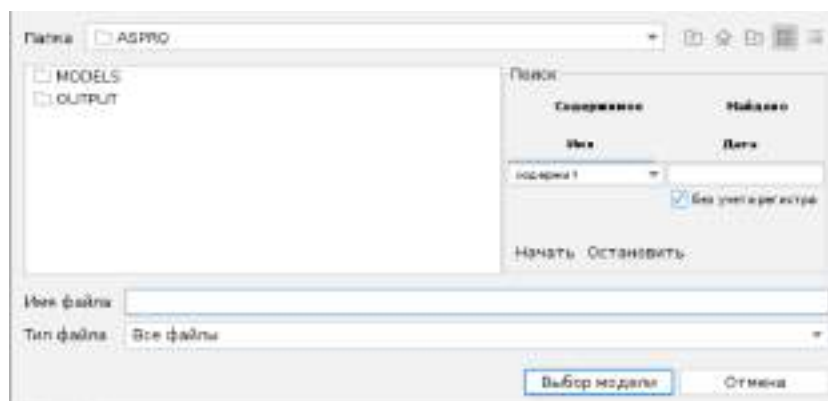 Папка ASPRO
MODELS
OUTPUT
Поиск
Содержимое Найдено
Имя Дата
содержит
Без учета регистра
Начать Остановить
Имя файла
Тип файла Все файлы
Выбор модели Отмена